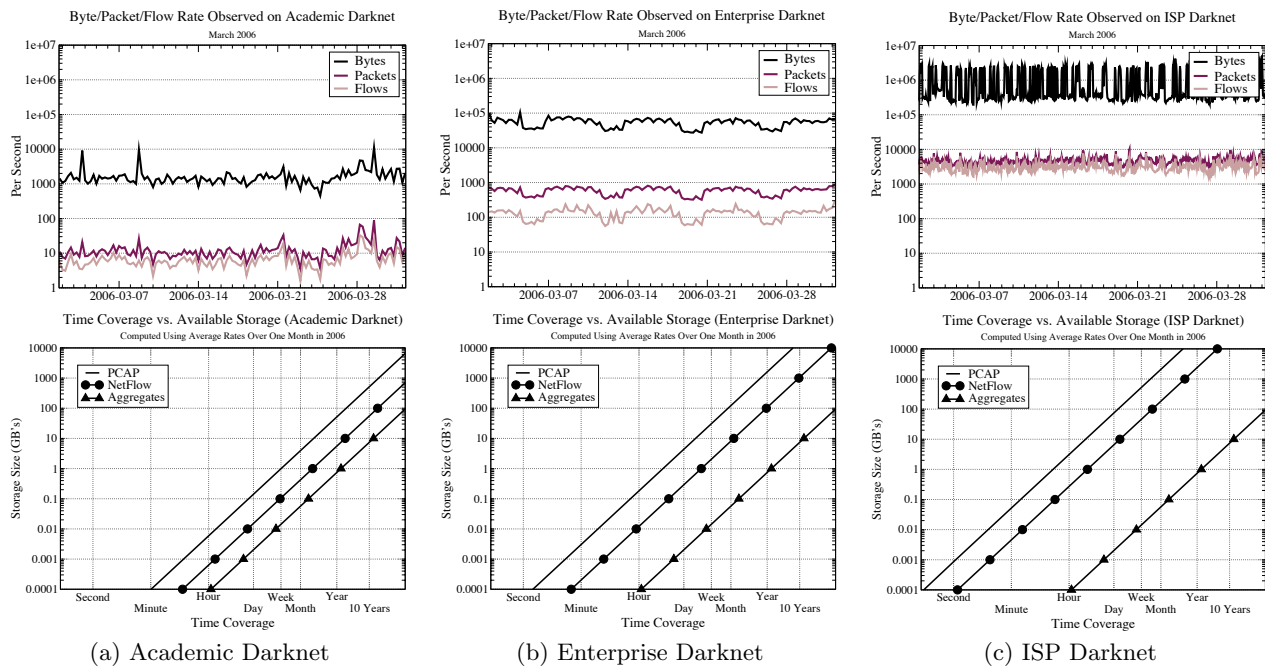 Byte/Packet/Flow Rate Observed on Academic Darknet
March 2006
1e+07
1e+06
1e+05
10000
1000
100
10
1
Per Second
Bytes
Packets
Flows
2006-03-07 2006-03-14 2006-03-21 2006-03-28
Time Coverage vs. Available Storage (Academic Darknet)
Computed Using Average Rates Over One Month in 2006
10000
1000
100
10
1
0.1
0.01
0.001
0.0001
Storage Size (GB's)
PCAP
NetFlow
Aggregates
Second Hour Week Year
Minute Day Month 10 Years
Time Coverage
(a) Academic Darknet
Byte/Packet/Flow Rate Observed on Enterprise Darknet
March 2006
1e+07
1e+06
1e+05
10000
1000
100
10
1
Per Second
Bytes
Packets
Flows
2006-03-07 2006-03-14 2006-03-21 2006-03-28
Time Coverage vs. Available Storage (Enterprise Darknet)
Computed Using Average Rates Over One Month in 2006
10000
1000
100
10
1
0.1
0.01
0.001
0.0001
Storage Size (GB's)
PCAP
NetFlow
Aggregates
Second Hour Week Year
Minute Day Month 10 Years
Time Coverage
(b) Enterprise Darknet
Byte/Packet/Flow Rate Observed on ISP Darknet
March 2006
1e+07
1e+06
1e+05
10000
1000
100
10
1
Per Second
Bytes
Packets
Flows
2006-03-07 2006-03-14 2006-03-21 2006-03-28
Time Coverage vs. Available Storage (ISP Darknet)
Computed Using Average Rates Over One Month in 2006
10000
1000
100
10
1
0.1
0.01
0.001
0.0001
Storage Size (GB's)
PCAP
NetFlow
Aggregates
Second Hour Week Year
Minute Day Month 10 Years
Time Coverage
(c) ISP Darknet